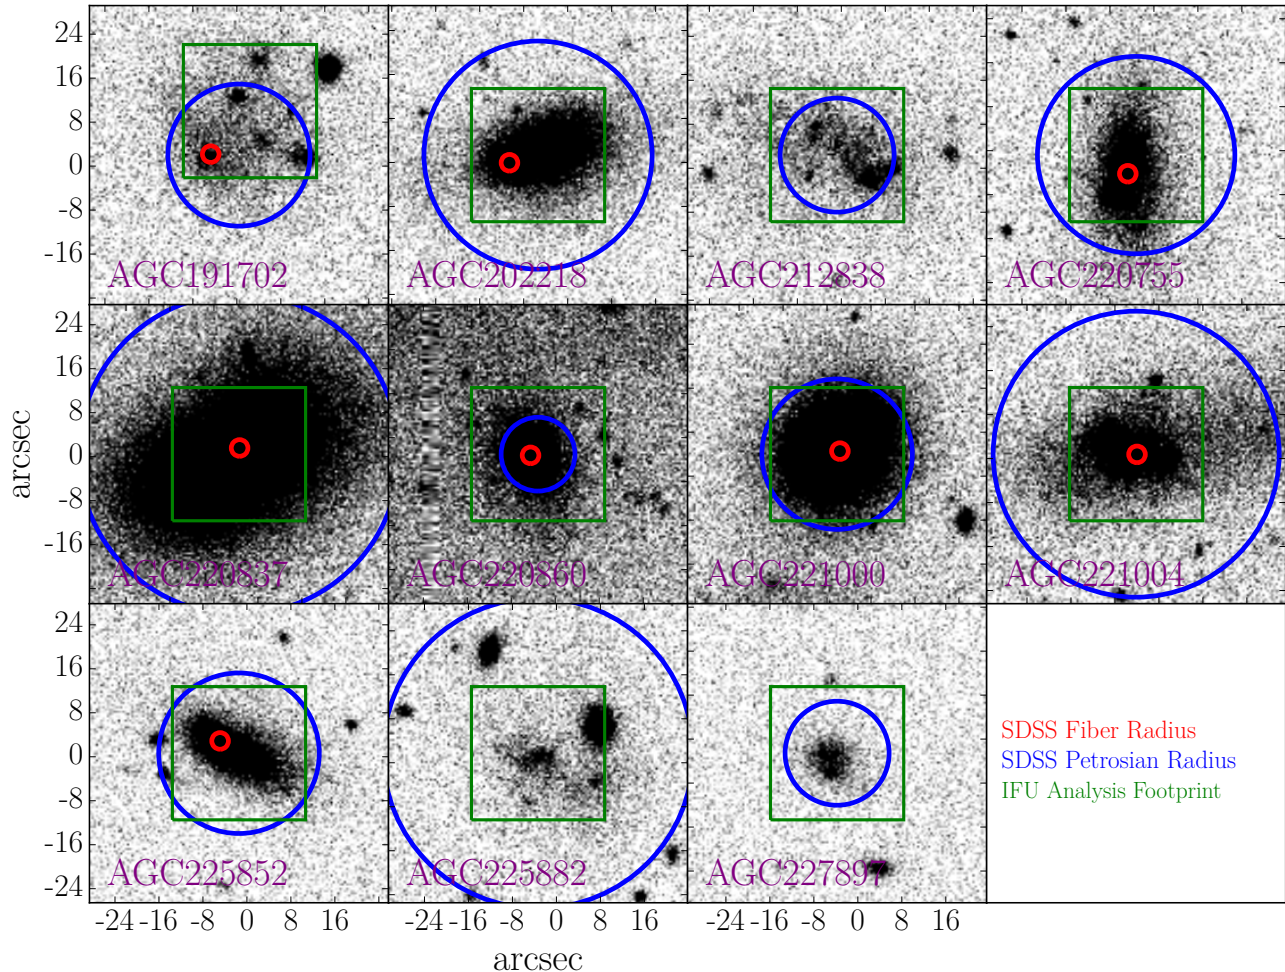 24
16
8
0
-8
-16
AGC191702
AGC202218
AGC212838
AGC220755
24
16
8
0
-8
-16
arcsec
AGC220837
AGC220860
AGC221000
AGC221004
24
16
8
0
-8
-16
-24
AGC225852
AGC225882
AGC227897
SDSS Fiber Radius
SDSS Petrosian Radius
IFU Analysis Footprint
-24 -16 -8 0 8 16 -24 -16 -8 0 8 16 -24 -16 -8 0 8 16
arcsec